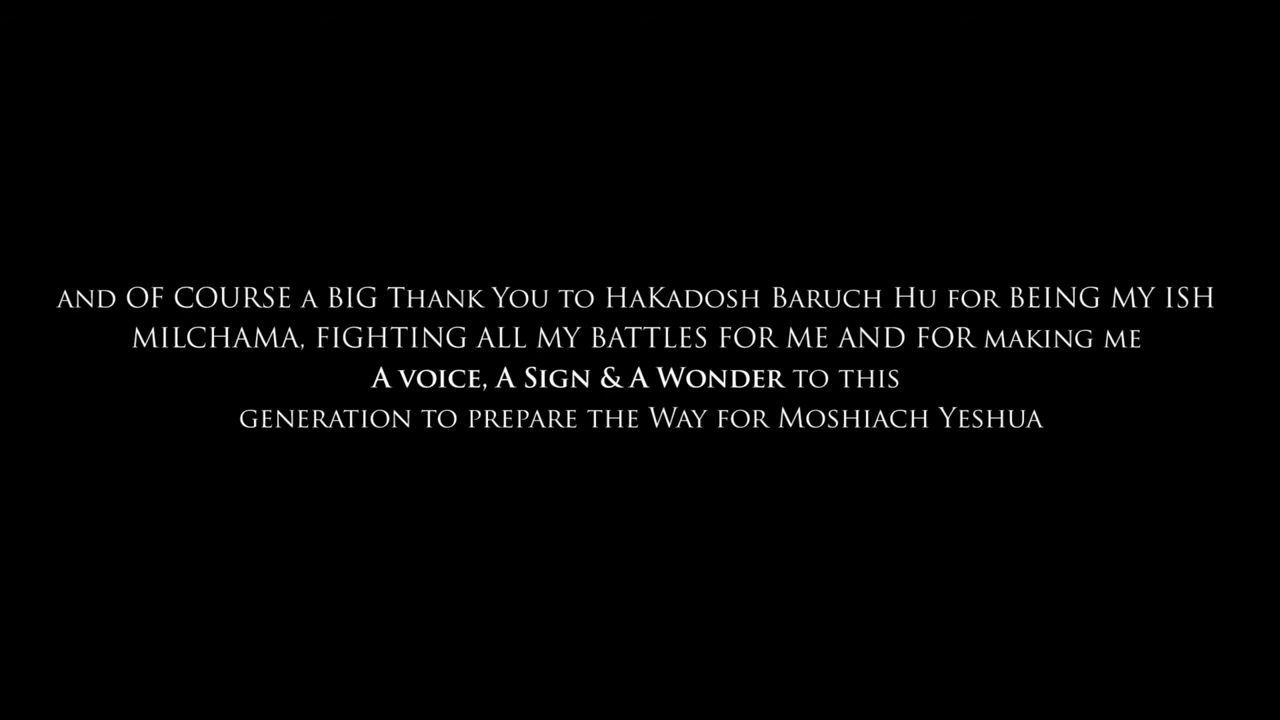 and OF COURSE a BIG Thank You to HaKadosh Baruch Hu for BEING MY ISH
MILCHAMA, FIGHTING ALL MY BATTLES FOR ME AND FOR making me
A voice, A Sign & A Wonder to this
generation to prepare the Way for Moshiach Yeshua